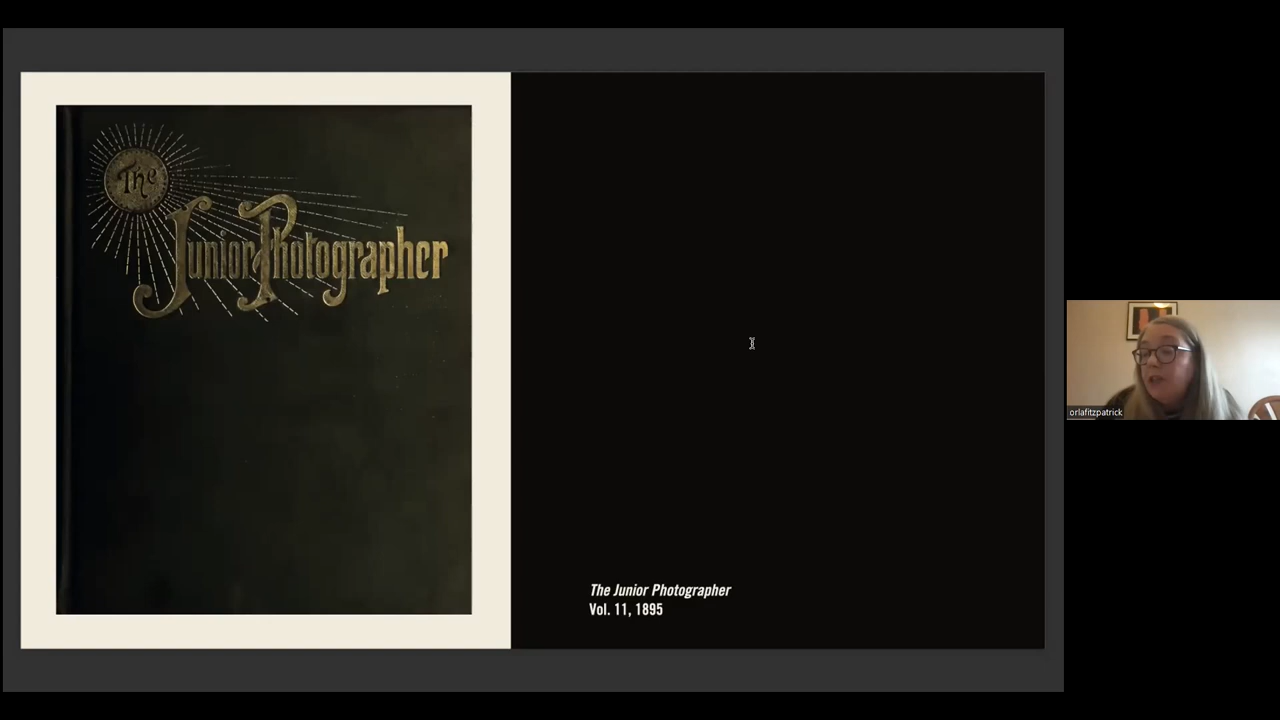 The
Junior Photographer
The Junior Photographer
Vol. 11, 1895
orlafitzpatrick